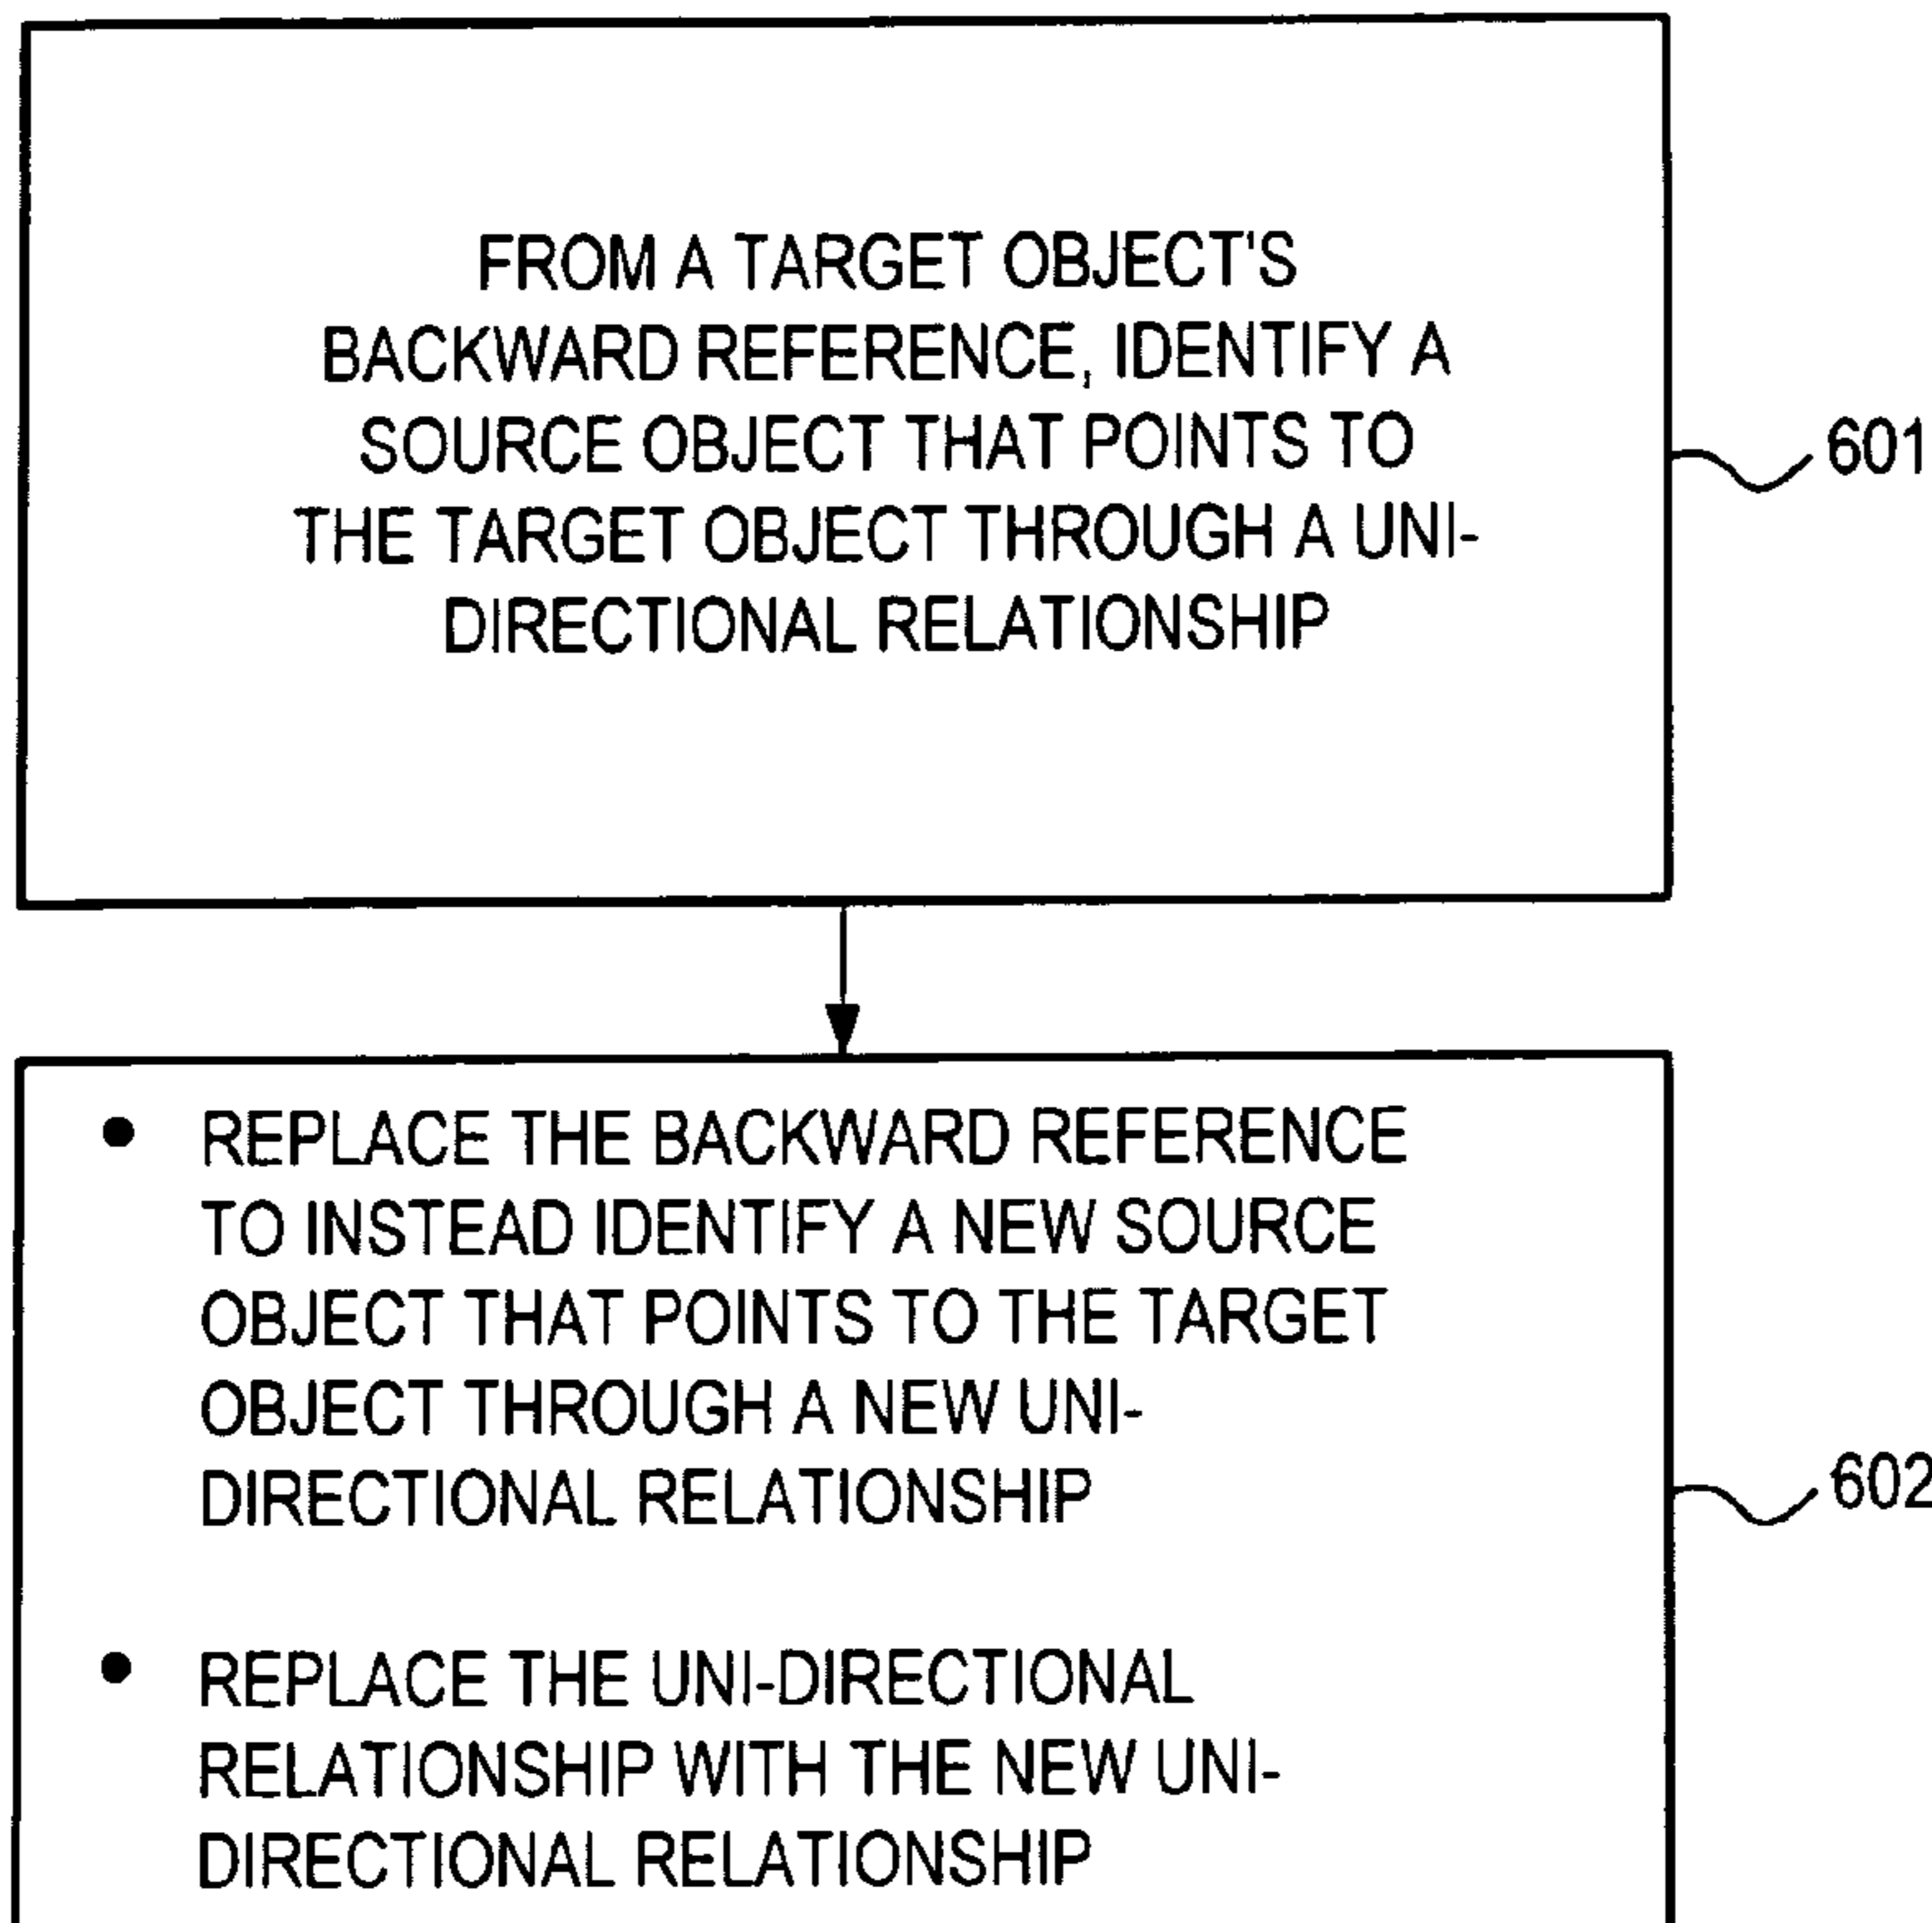 FROM A TARGET OBJECT'S
BACKWARD REFERENCE, IDENTIFY A
SOURCE OBJECT THAT POINTS TO
THE TARGET OBJECT THROUGH A UNI-
DIRECTIONAL RELATIONSHIP
601
● REPLACE THE BACKWARD REFERENCE
TO INSTEAD IDENTIFY A NEW SOURCE
OBJECT THAT POINTS TO THE TARGET
OBJECT THROUGH A NEW UNI-
DIRECTIONAL RELATIONSHIP
602
● REPLACE THE UNI-DIRECTIONAL
RELATIONSHIP WITH THE NEW UNI-
DIRECTIONAL RELATIONSHIP